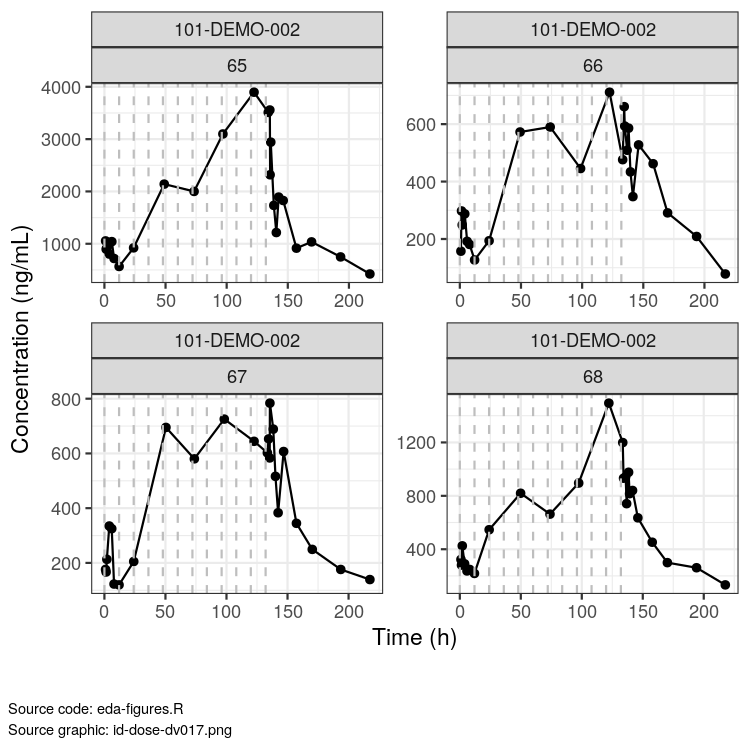 101-DEMO-002
101-DEMO-002
65
66
4000
3000
2000
1000
600
400
200
0 50 100 150 200
0 50 100 150 200
101-DEMO-002
101-DEMO-002
67
68
800
600
400
200
1200
800
400
0 50 100 150 200
0 50 100 150 200
Concentration (ng/mL)
Time (h)
Source code: eda-figures.R
Source graphic: id-dose-dv017.png